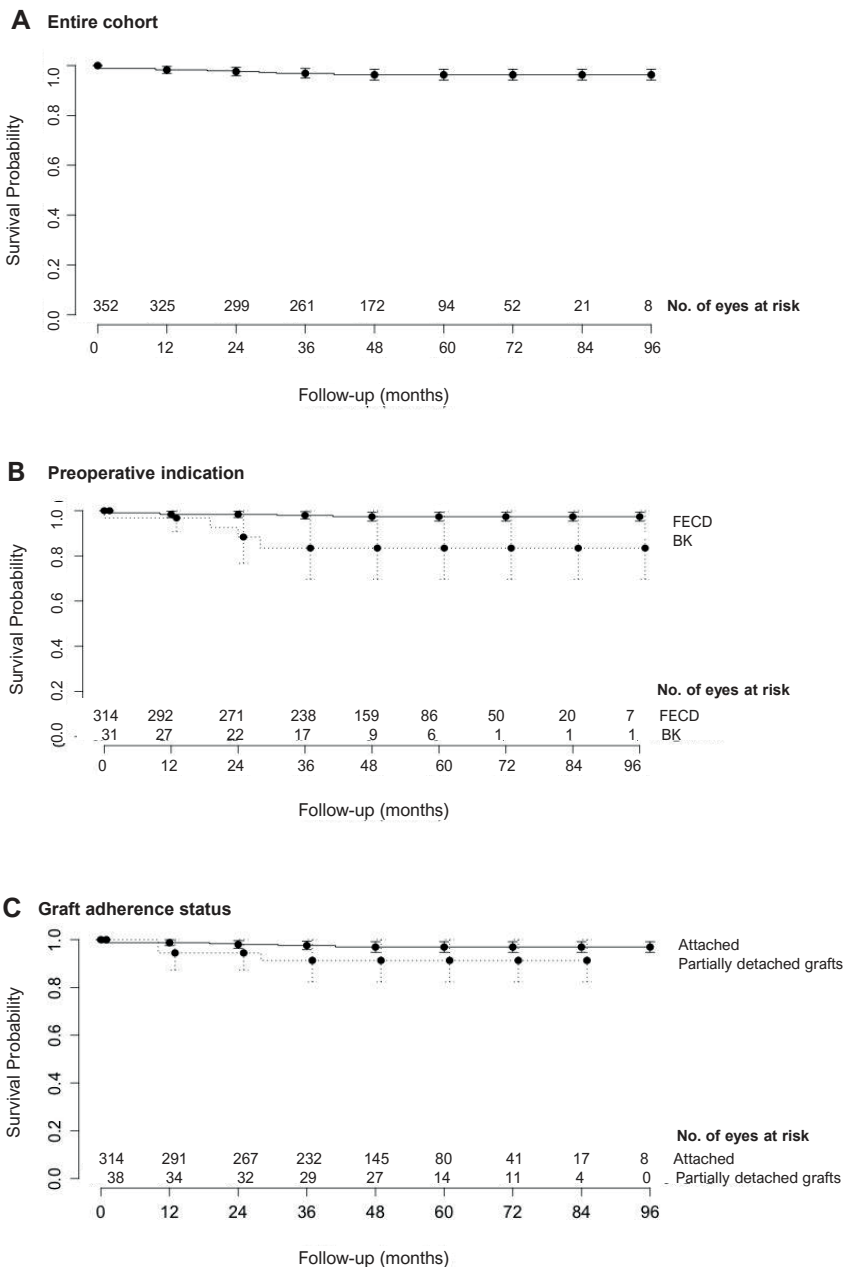 A Entire cohort
1.0
0.8
0.6
0.4
0.2
0.0
Survival Probability
352 325 299 261 172 94 52 21 8 No. of eyes at risk
0 12 24 36 48 60 72 84 96
Follow-up (months)
B Preoperative indication
1.0
0.8
0.6
0.4
0.2
0.0
Survival Probability
FECD
BK
No. of eyes at risk
314 292 271 238 159 86 50 20 7 FECD
31 27 22 17 9 6 1 1 1 BK
0 12 24 36 48 60 72 84 96
Follow-up (months)
C Graft adherence status
1.0
0.8
0.6
0.4
0.2
0.0
Survival Probability
Attached
Partially detached grafts
No. of eyes at risk
314 291 267 232 145 80 41 17 8 Attached
38 34 32 29 27 14 11 4 0 Partially detached grafts
0 12 24 36 48 60 72 84 96
Follow-up (months)